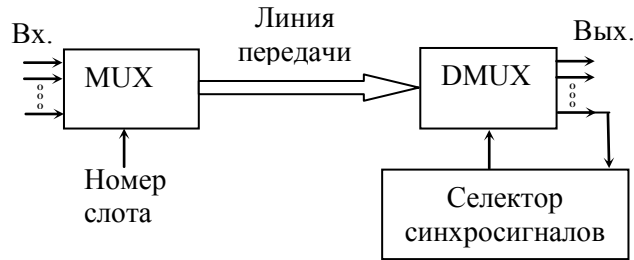 Линия
передачи
Вх.
Вых.
MUX
DMUX
Номер
слота
Селектор
синхросигналов